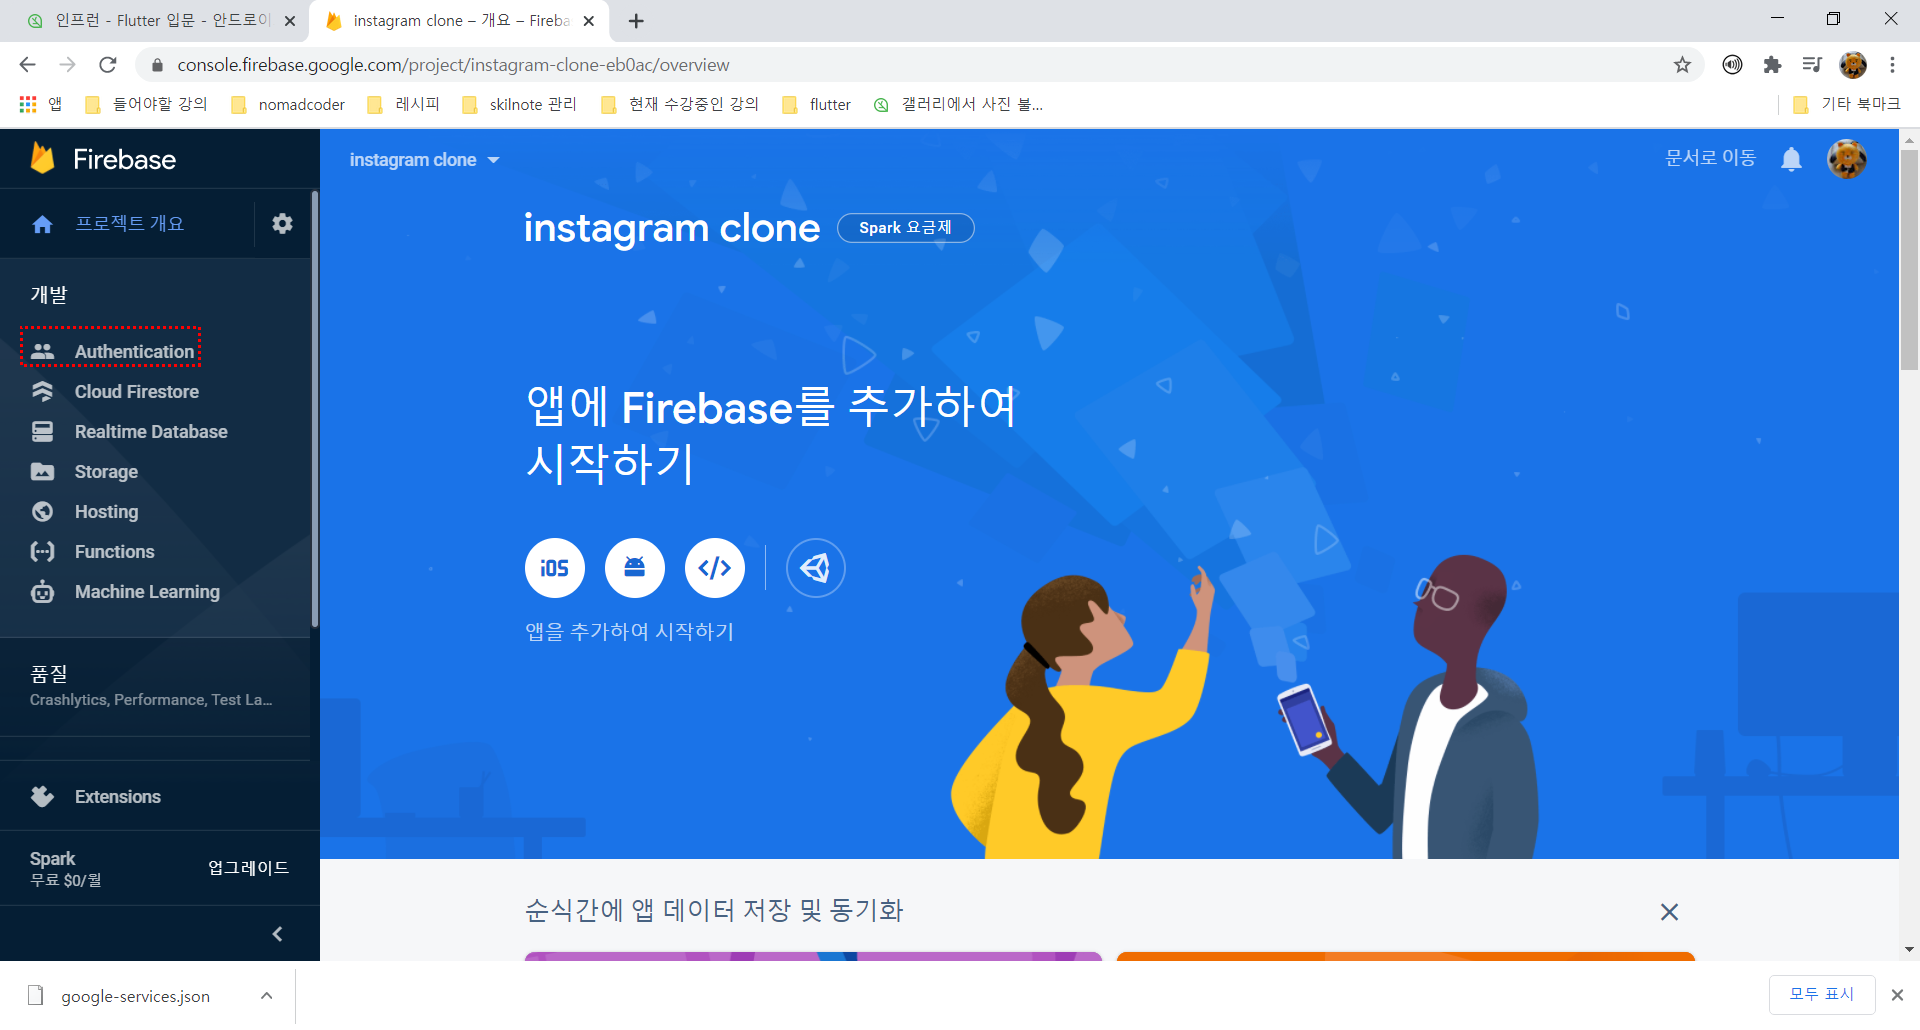 인프런 - Flutter 입문 - 안드로이
instagram clone – 개요 – Fireba
console.firebase.google.com/project/instagram-clone-eb0ac/overview
앱
들어야할 강의
nomadcoder
레시피
skilnote 관리
현재 수강중인 강의
flutter
갤러리에서 사진 불...
기타 북마크
Firebase
instagram clone
문서로 이동
프로젝트 개요
instagram clone
Spark 요금제
개발
Authentication
Cloud Firestore
Realtime Database
Storage
Hosting
Functions
Machine Learning
앱에 Firebase를 추가하여
시작하기
iOS
앱을 추가하여 시작하기
품질
Crashlytics, Performance, Test La...
Extensions
Spark
무료 $0/월
업그레이드
순식간에 앱 데이터 저장 및 동기화
google-services.json
모두 표시